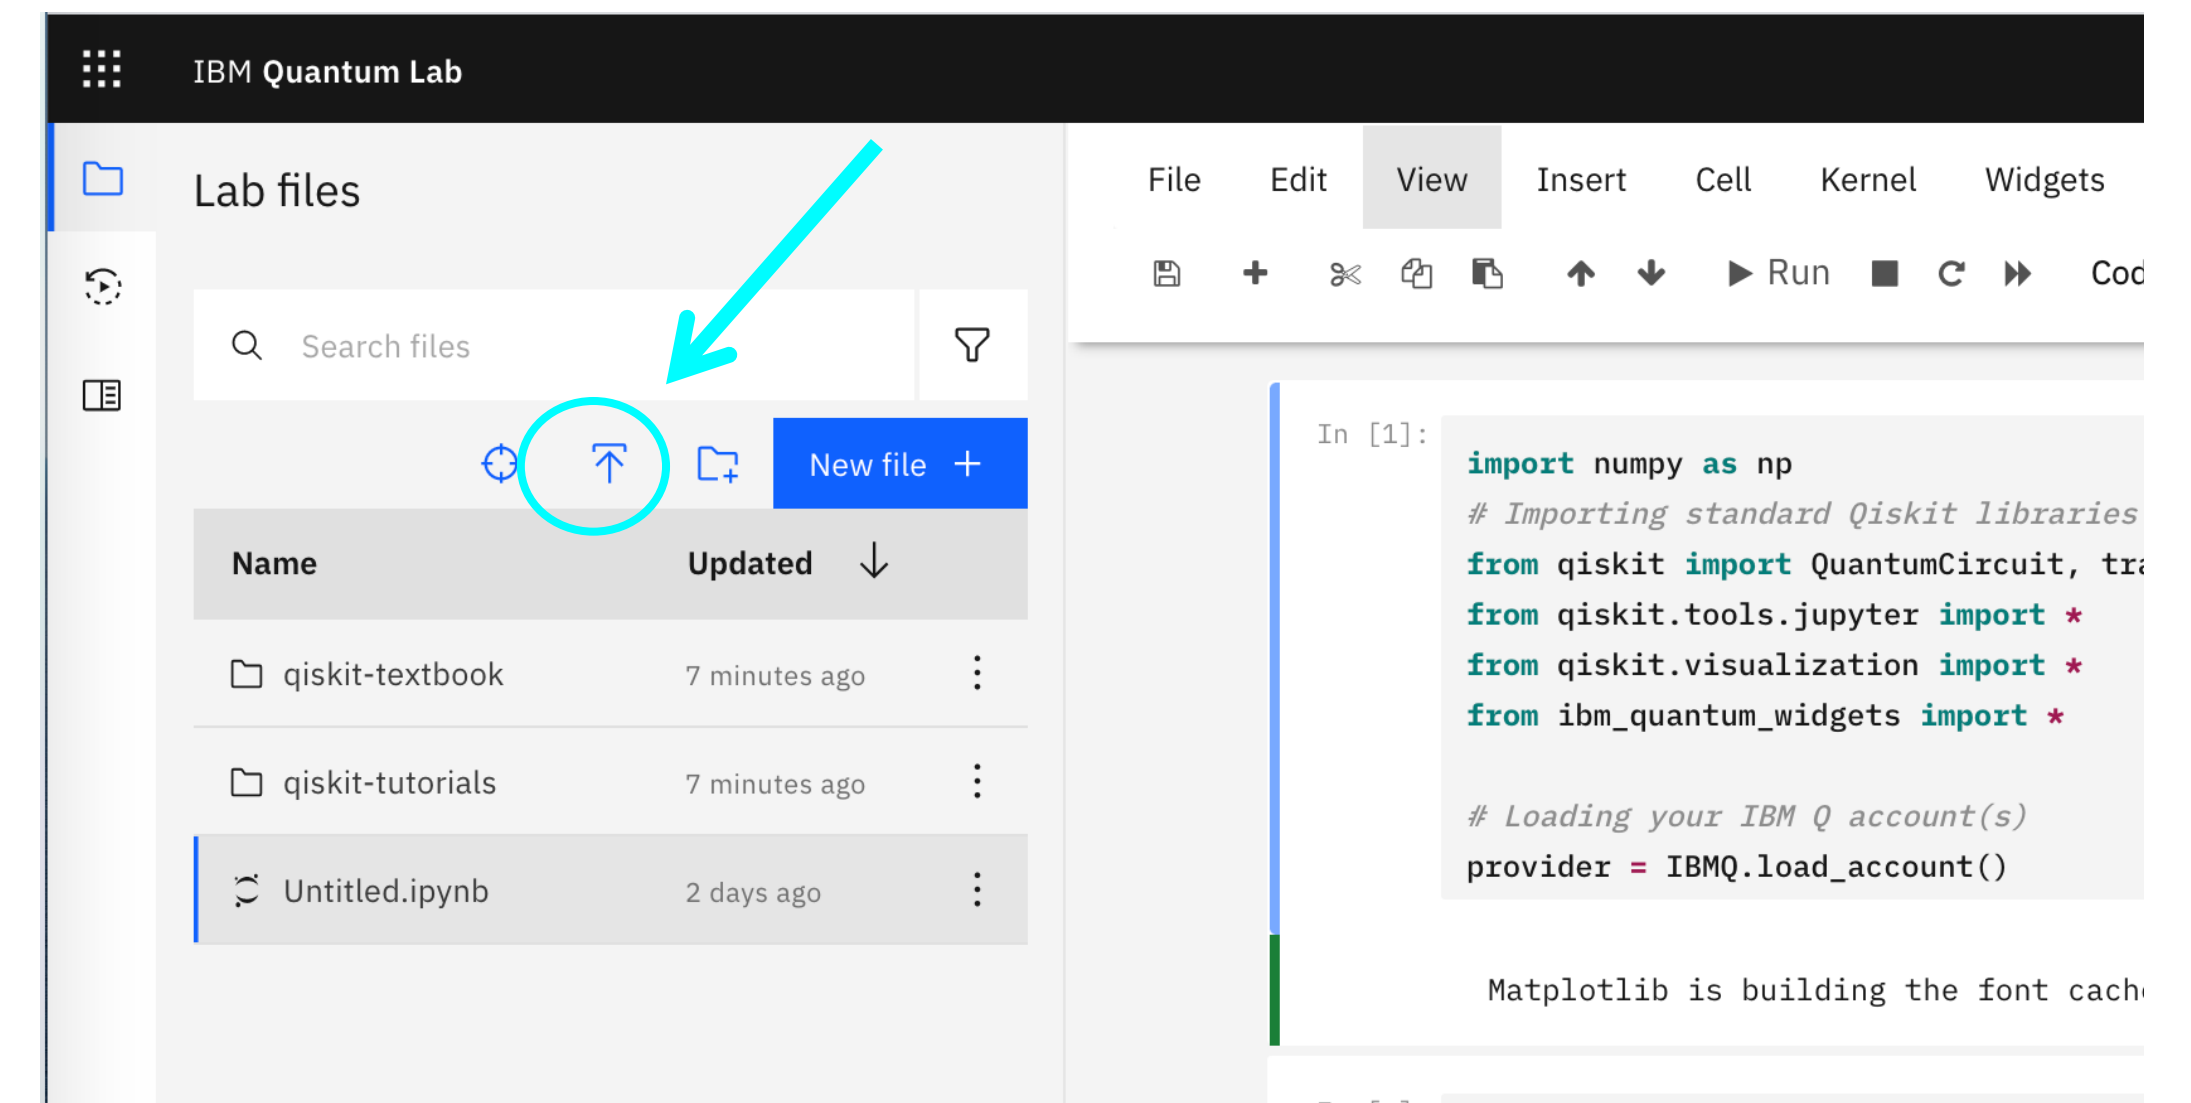 IBM Quantum Lab
Lab files
Search files
New file +
Name Updated
qiskit-textbook 7 minutes ago
qiskit-tutorials 7 minutes ago
Untitled.ipynb 2 days ago
File Edit View Insert Cell Kernel Widgets
Run Cod
In [1]:
import numpy as np
# Importing standard Qiskit libraries
from qiskit import QuantumCircuit, tra
from qiskit.tools.jupyter import *
from qiskit.visualization import *
from ibm_quantum_widgets import *
# Loading your IBM Q account(s)
provider = IBMQ.load_account()
Matplotlib is building the font cach